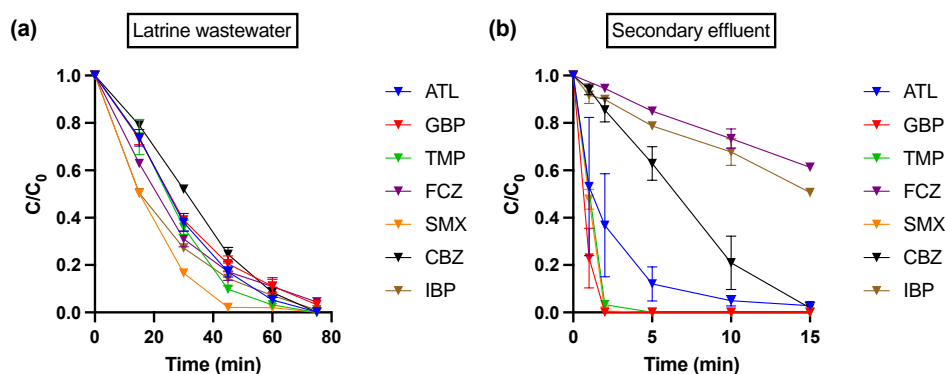 (a)
Latrine wastewater
C/C0
1.0
0.8
0.6
0.4
0.2
0.0
0 20 40 60 80
Time (min)
ATL
GBP
TMP
FCZ
SMX
CBZ
IBP
(b)
Secondary effluent
C/C0
1.0
0.8
0.6
0.4
0.2
0.0
0 5 10 15
Time (min)
ATL
GBP
TMP
FCZ
SMX
CBZ
IBP